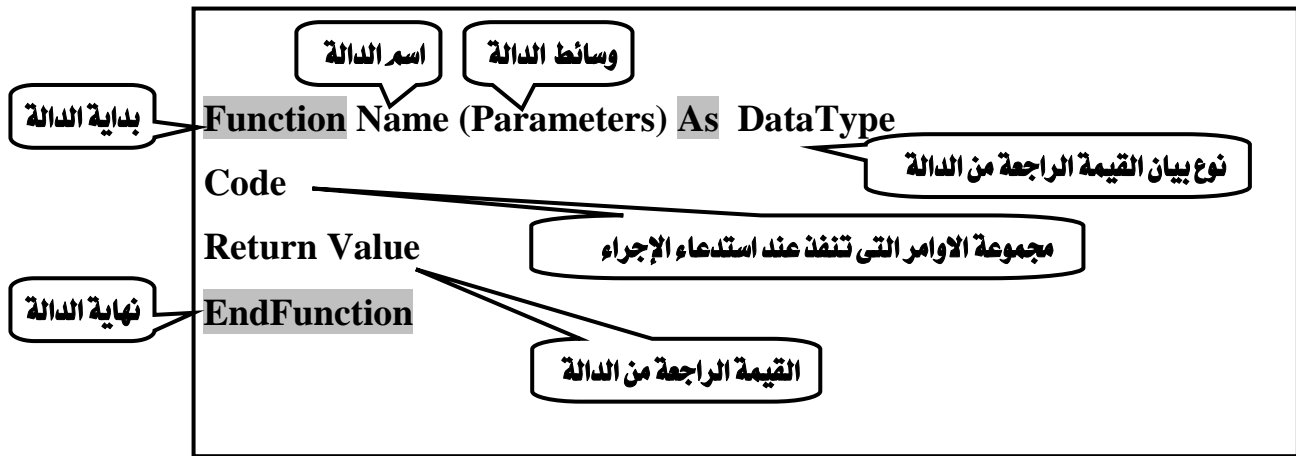 اسم الدالة
وسائط الدالة
بداية الدالة
Function Name (Parameters) As DataType
نوع بيان القيمة الراجعة من الدالة
Code
مجموعة الاوامر التى تنفذ عند استدعاء الإجراء
Return Value
نهاية الدالة
EndFunction
القيمة الراجعة من الدالة